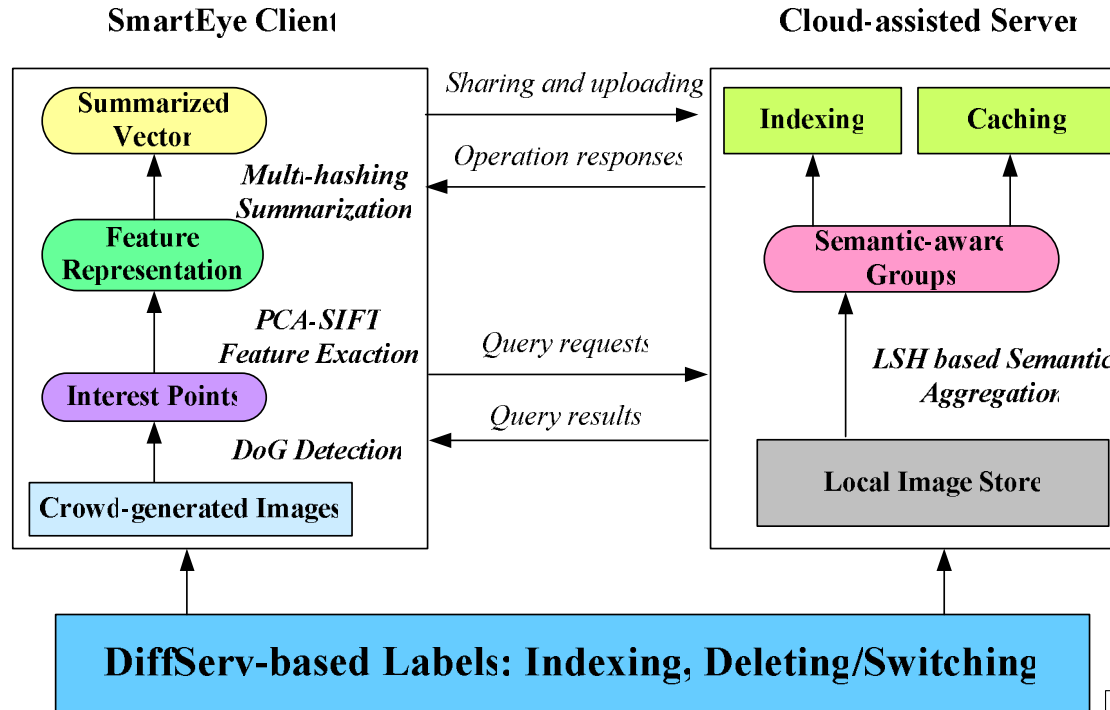 SmartEye Client
Cloud-assisted Server
Summarized
Vector
Multi-hashing
Summarization
Feature
Representation
PCA-SIFT
Feature Exaction
Interest Points
DoG Detection
Crowd-generated Images
Sharing and uploading
Operation responses
Query requests
Query results
Indexing
Caching
Semantic-aware
Groups
LSH based Semantic
Aggregation
Local Image Store
DiffServ-based Labels: Indexing, Deleting/Switching